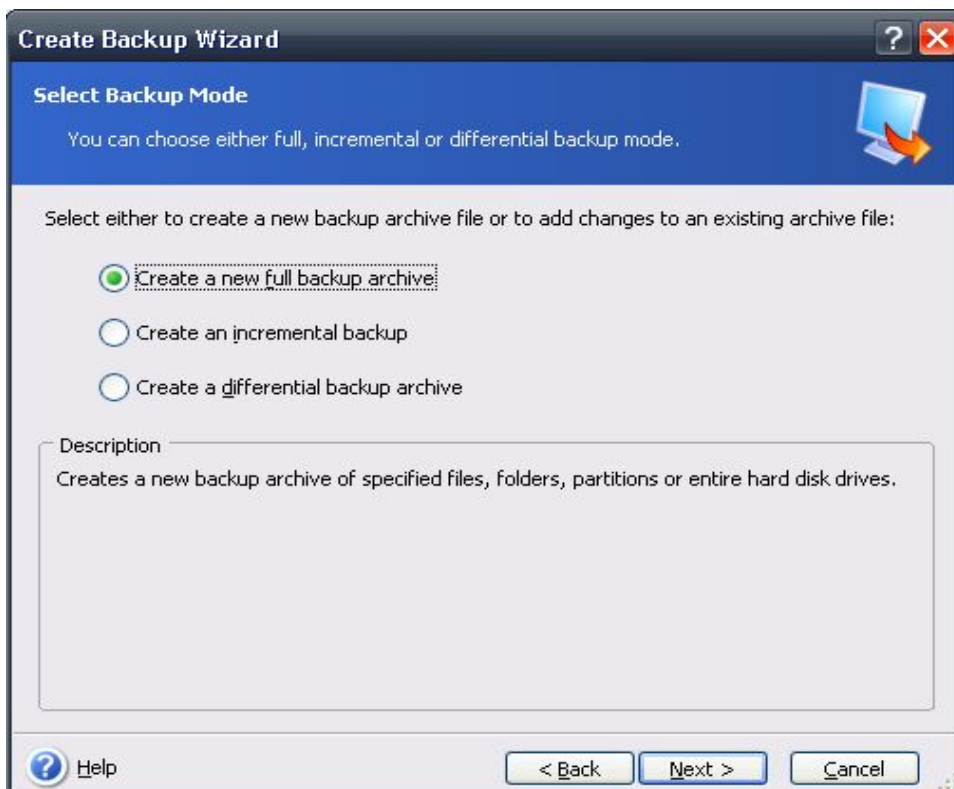 Create Backup Wizard
Select Backup Mode
You can choose either full, incremental or differential backup mode.
Select either to create a new backup archive file or to add changes to an existing archive file:
Create a new full backup archive
Create an incremental backup
Create a differential backup archive
Description
Creates a new backup archive of specified files, folders, partitions or entire hard disk drives.
Help
< Back
Next >
Cancel